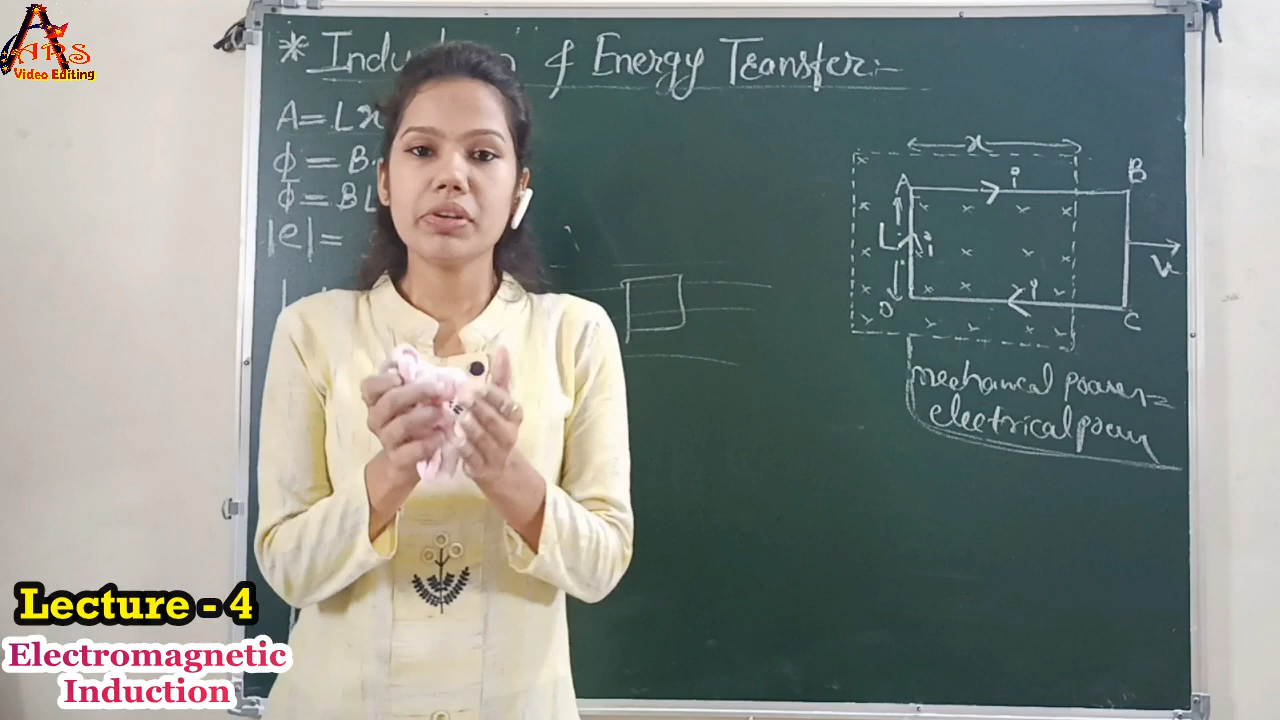 ARS
Video Editing
* Indu n & Energy Transfer:-
A = Lx
ϕ = B
Φ = BL
|e| =
x
A
i
B
L
i
v
D
i
C
mechanical power =
electrical power
Lecture - 4
Electromagnetic
Induction